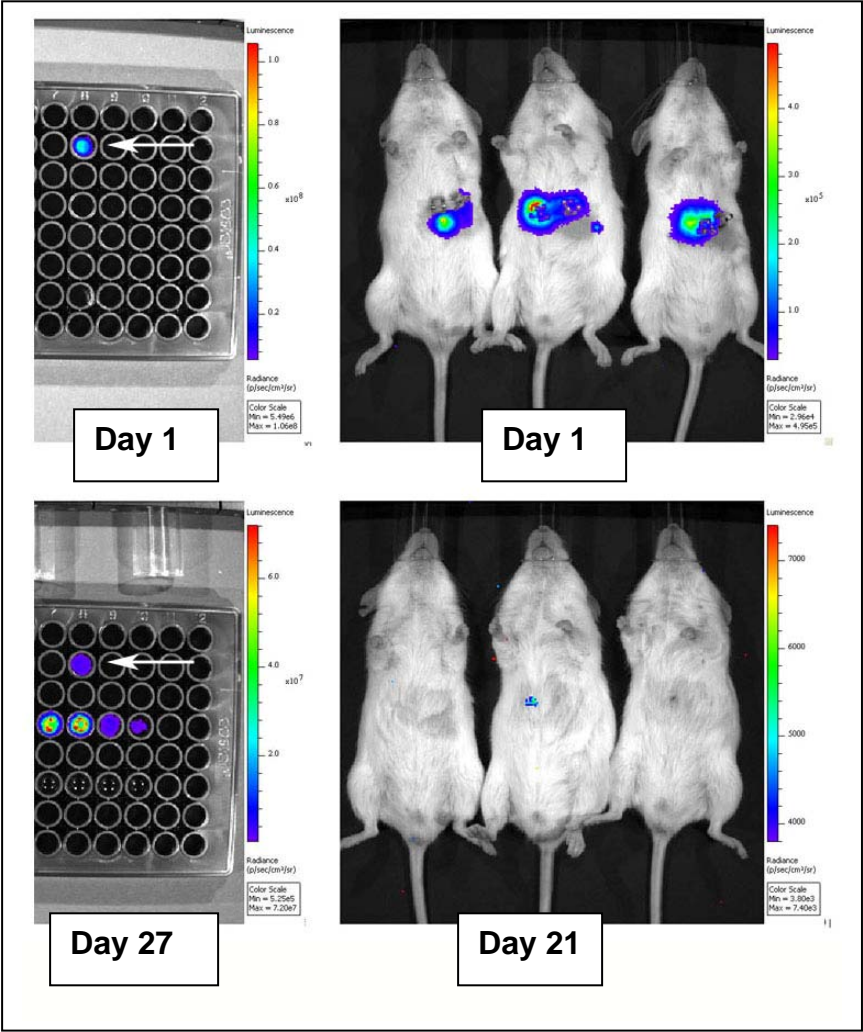 Luminescence
1.0
0.8
0.6
x10⁸
0.4
0.2
Radiance
(p/sec/cm²/sr)
Color Scale
Min = 5.49e6
Max = 1.06e8
Day 1
Luminescence
4.0
3.0
x10⁵
2.0
1.0
Radiance
(p/sec/cm²/sr)
Color Scale
Min = 2.96e4
Max = 4.95e5
Day 1
Luminescence
6.0
4.0
x10⁷
2.0
Radiance
(p/sec/cm²/sr)
Color Scale
Min = 5.25e5
Max = 7.20e7
Day 27
Luminescence
7000
6000
5000
4000
Radiance
(p/sec/cm²/sr)
Color Scale
Min = 3.80e3
Max = 7.40e3
Day 21